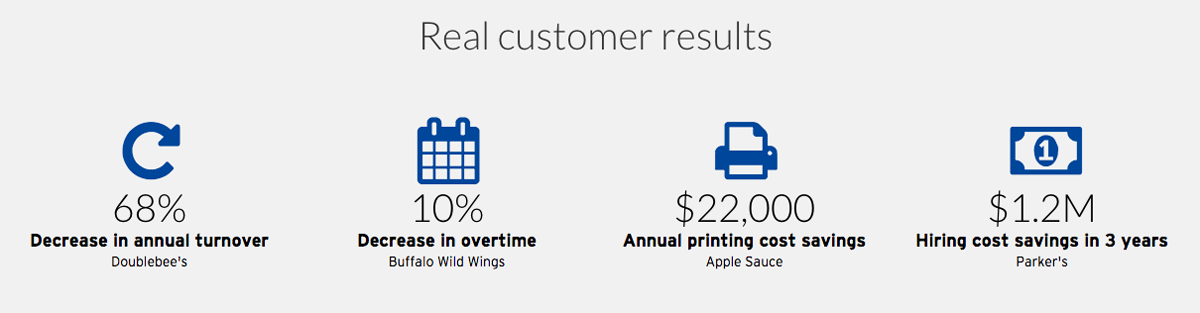 Real customer results
68%
Decrease in annual turnover
Doublebee's
10%
Decrease in overtime
Buffalo Wild Wings
$22,000
Annual printing cost savings
Apple Sauce
1
$1.2M
Hiring cost savings in 3 years
Parker's